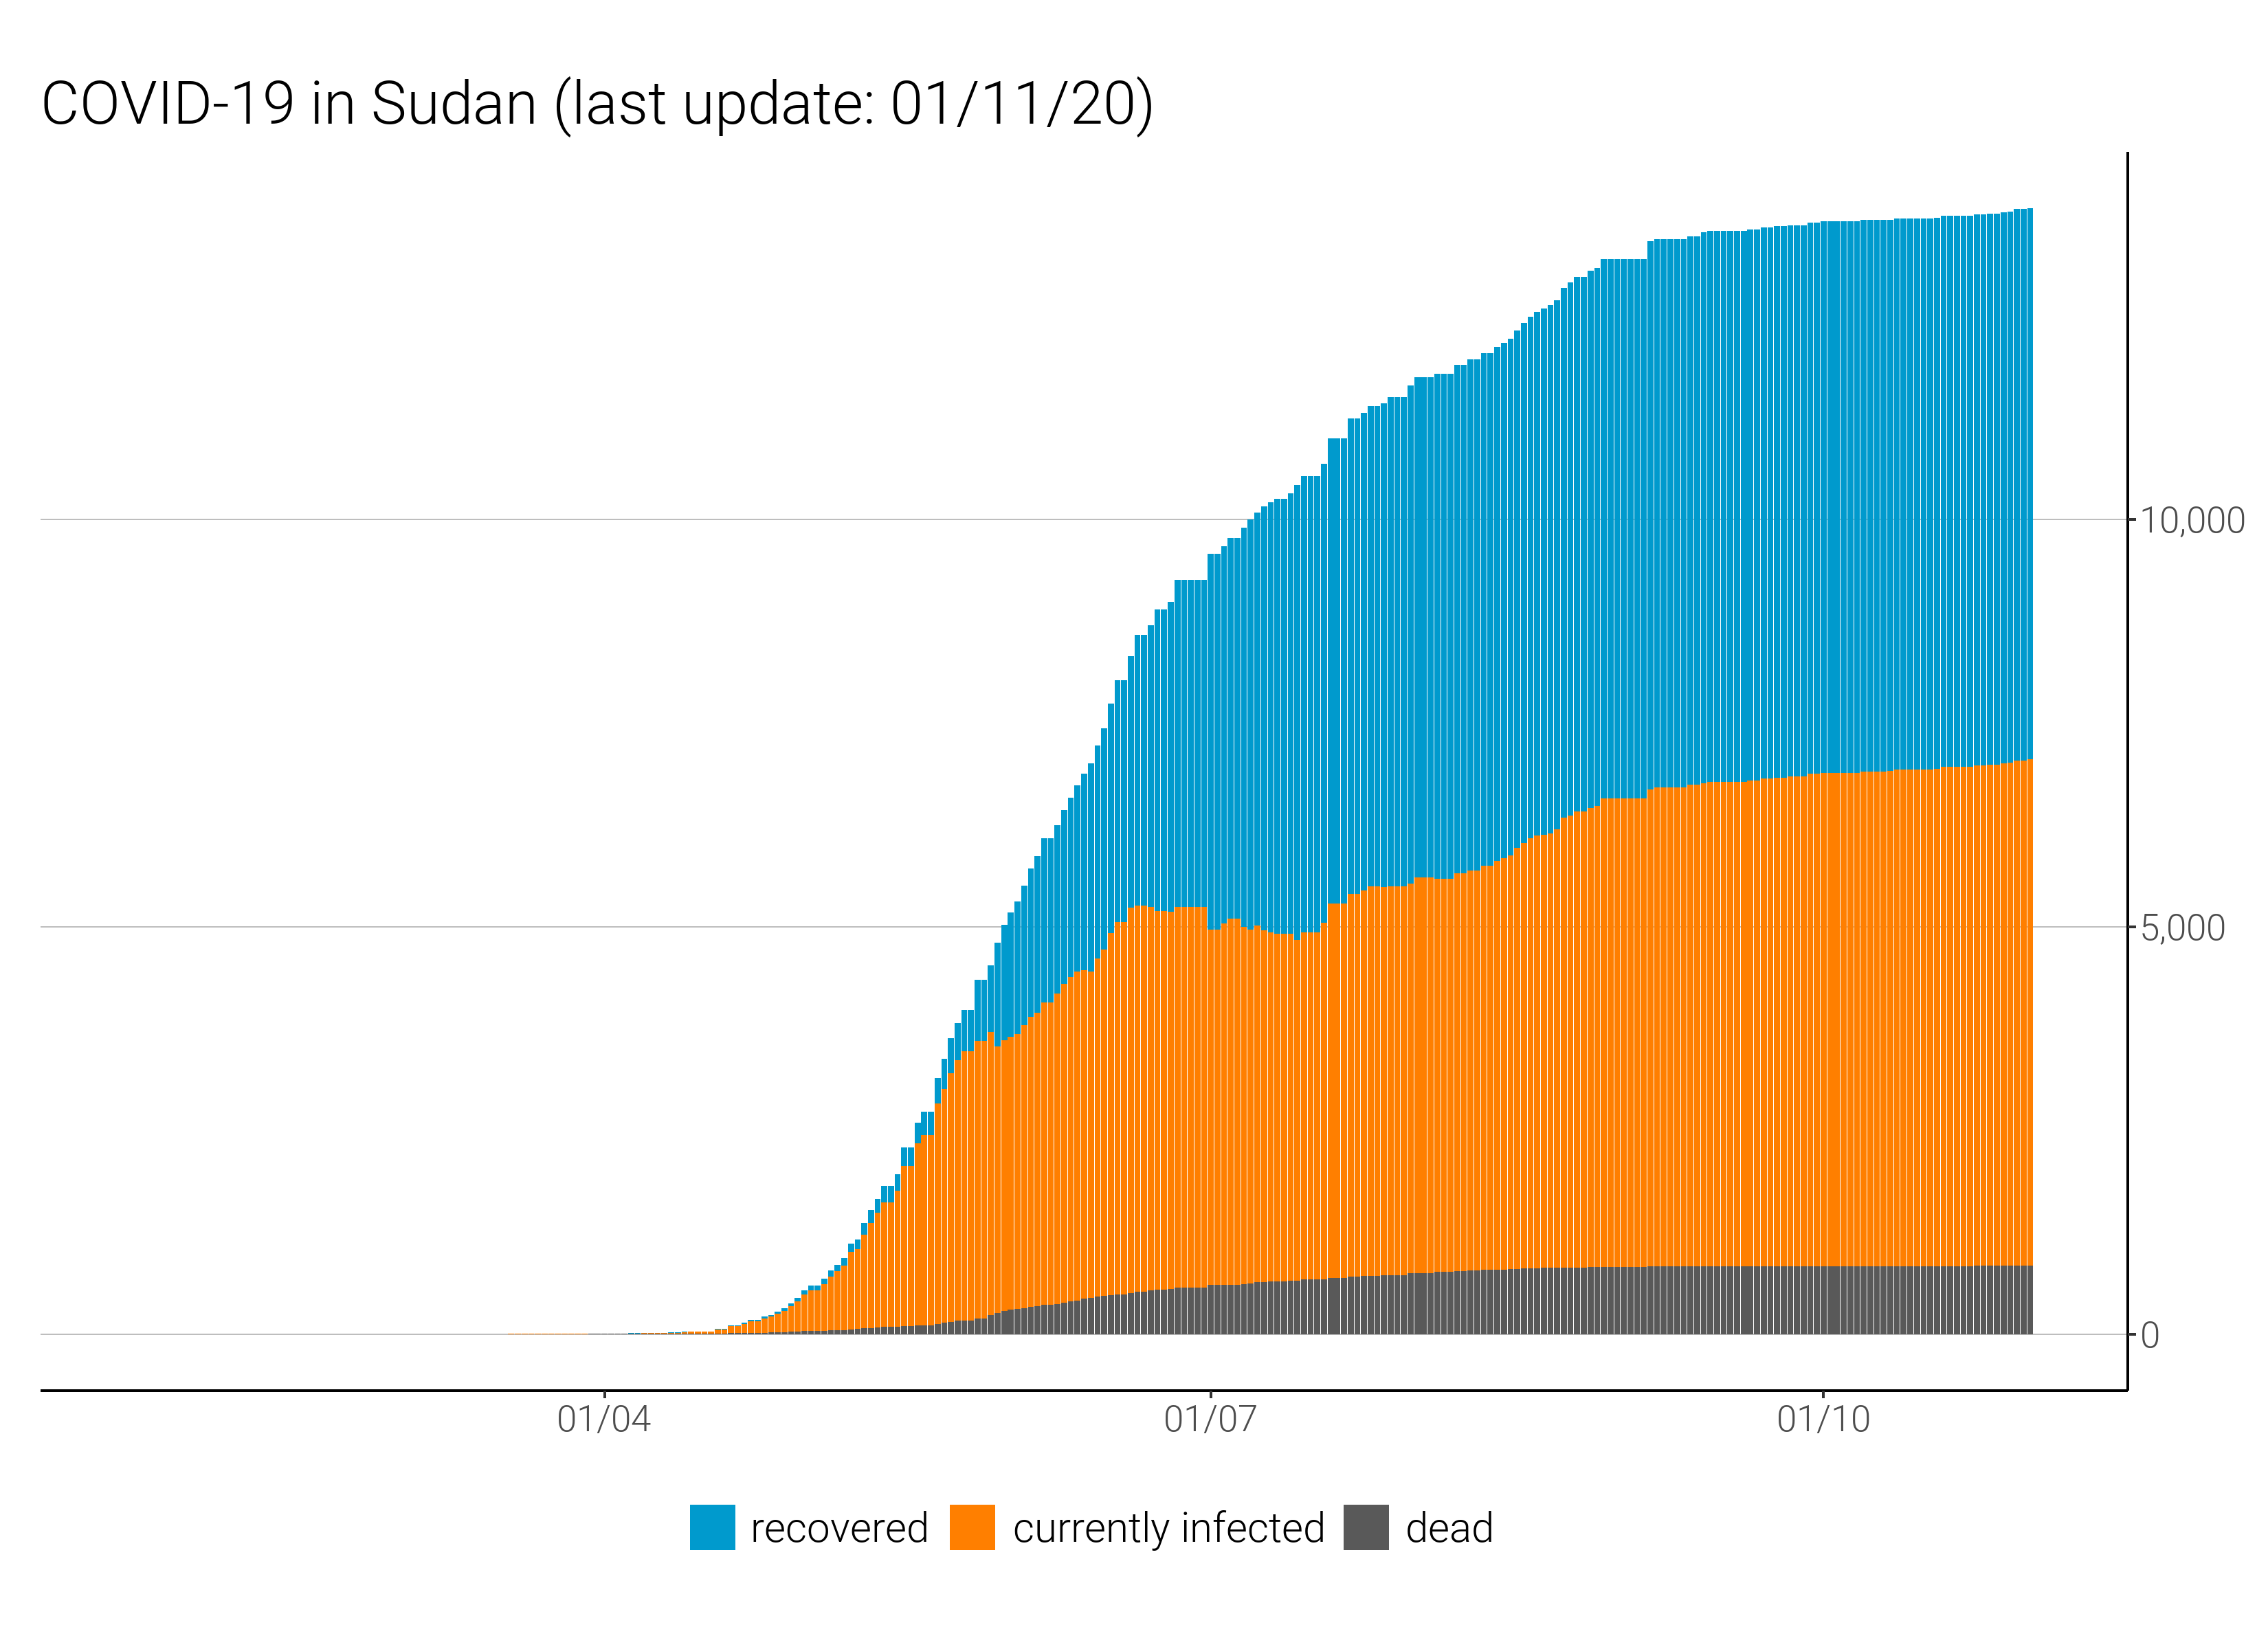 COVID-19 in Sudan (last update: 01/11/20)
10,000
5,000
0
01/04 01/07 01/10
recovered currently infected dead